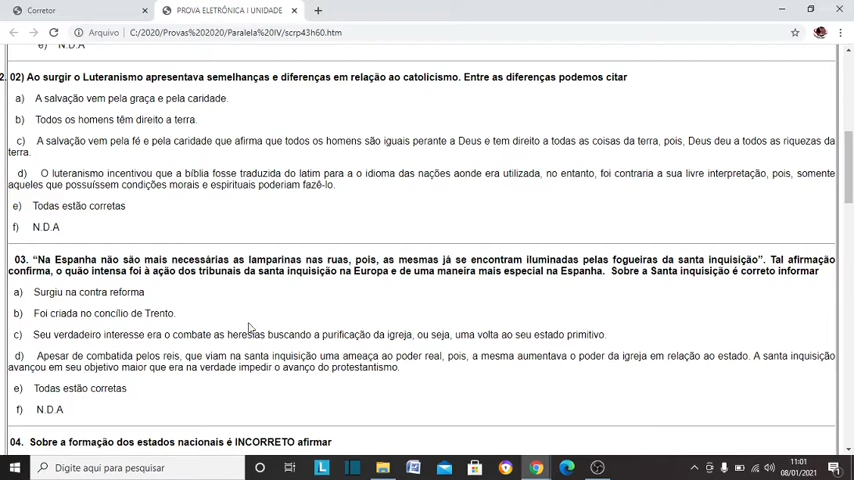 Corretor
PROVA ELETRÔNICA I UNIDADE
Arquivo | C:/2020/Provas%202020/Paralela%20IV/scrp43h60.htm
e) N.D.A
2. 02) Ao surgir o Luteranismo apresentava semelhanças e diferenças em relação ao catolicismo. Entre as diferenças podemos citar
a) A salvação vem pela graça e pela caridade.
b) Todos os homens têm direito a terra.
c) A salvação vem pela fé e pela caridade que afirma que todos os homens são iguais perante a Deus e tem direito a todas as coisas da terra, pois, Deus deu a todos as riquezas da
terra.
d) O luteranismo incentivou que a bíblia fosse traduzida do latim para a o idioma das nações aonde era utilizada, no entanto, foi contraria a sua livre interpretação, pois, somente
aqueles que possuíssem condições morais e espirituais poderiam fazê-lo.
e) Todas estão corretas
f) N.D.A
03. “Na Espanha não são mais necessárias as lamparinas nas ruas, pois, as mesmas já se encontram iluminadas pelas fogueiras da santa inquisição”. Tal afirmação
confirma, o quão intensa foi à ação dos tribunais da santa inquisição na Europa e de uma maneira mais especial na Espanha. Sobre a Santa inquisição é correto informar
a) Surgiu na contra reforma
b) Foi criada no concílio de Trento.
c) Seu verdadeiro interesse era o combate as heresias buscando a purificação da igreja, ou seja, uma volta ao seu estado primitivo.
d) Apesar de combatida pelos reis, que viam na santa inquisição uma ameaça ao poder real, pois, a mesma aumentava o poder da igreja em relação ao estado. A santa inquisição
avançou em seu objetivo maior que era na verdade impedir o avanço do protestantismo.
e) Todas estão corretas
f) N.D.A
04. Sobre a formação dos estados nacionais é INCORRETO afirmar
Digite aqui para pesquisar
11:01
08/01/2021